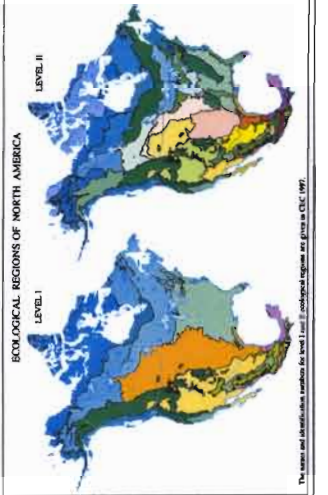 ECOLOGICAL REGIONS OF NORTH AMERICA
LEVEL I
LEVEL II
The names and identification numbers for level I and II ecological regions are given in CEC 1997.